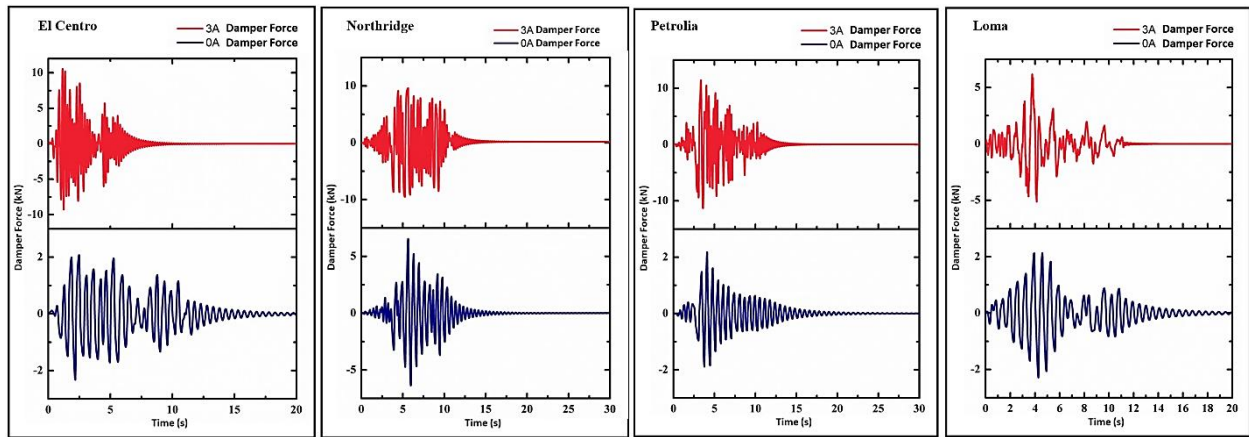 El Centro
3A Damper Force
0A Damper Force
10
5
0
-5
-10
2
0
-2
Damper Force (kN)
0 5 10 15 20
Time (s)
Northridge
3A Damper Force
0A Damper Force
10
0
-10
5
0
-5
Damper Force (kN)
0 5 10 15 20 25 30
Time (s)
Petrolia
3A Damper Force
0A Damper Force
10
0
-10
2
0
-2
Damper Force (kN)
0 5 10 15 20 25 30
Time (s)
Loma
3A Damper Force
0A Damper Force
5
0
-5
2
0
-2
Damper Force (kN)
0 2 4 6 8 10 12 14 16 18 20
Time (s)